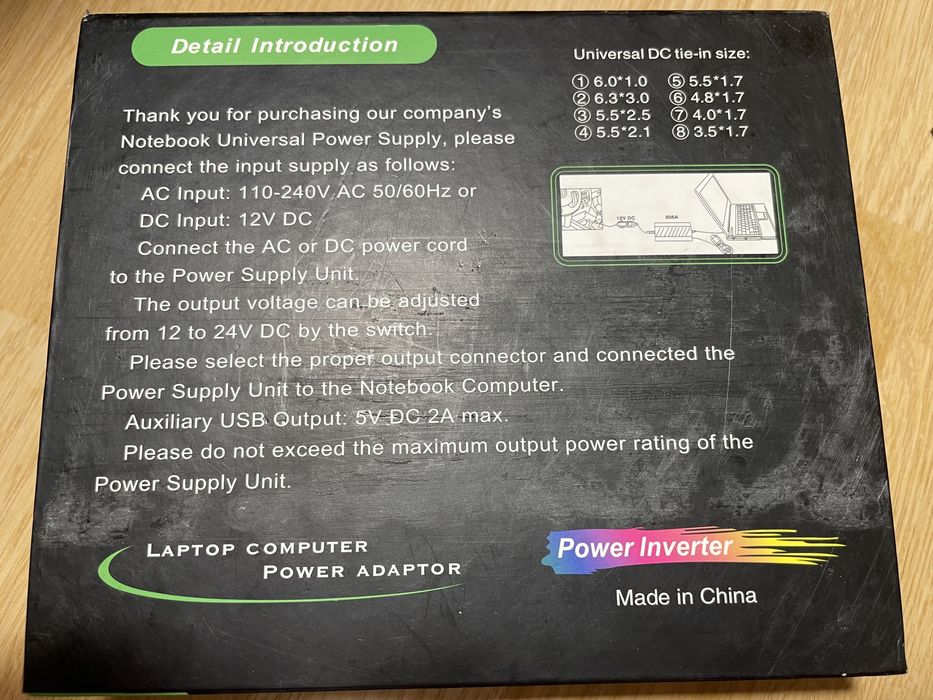 Detail Introduction
Thank you for purchasing our company's
Notebook Universal Power Supply, please
connect the input supply as follows:
AC Input: 110-240V AC 50/60Hz or
DC Input: 12V DC
Connect the AC or DC power cord
to the Power Supply Unit.
The output voltage can be adjusted
from 12 to 24V DC by the switch.
Please select the proper output connector and connected the
Power Supply Unit to the Notebook Computer.
Auxiliary USB Output: 5V DC 2A max.
Please do not exceed the maximum output power rating of the
Power Supply Unit.
Universal DC tie-in size:
① 6.0*1.0 ⑤ 5.5*1.7
② 6.3*3.0 ⑥ 4.8*1.7
③ 5.5*2.5 ⑦ 4.0*1.7
④ 5.5*2.1 ⑧ 3.5*1.7
12V DC 505A
LAPTOP COMPUTER
POWER ADAPTOR
Power Inverter
Made in China